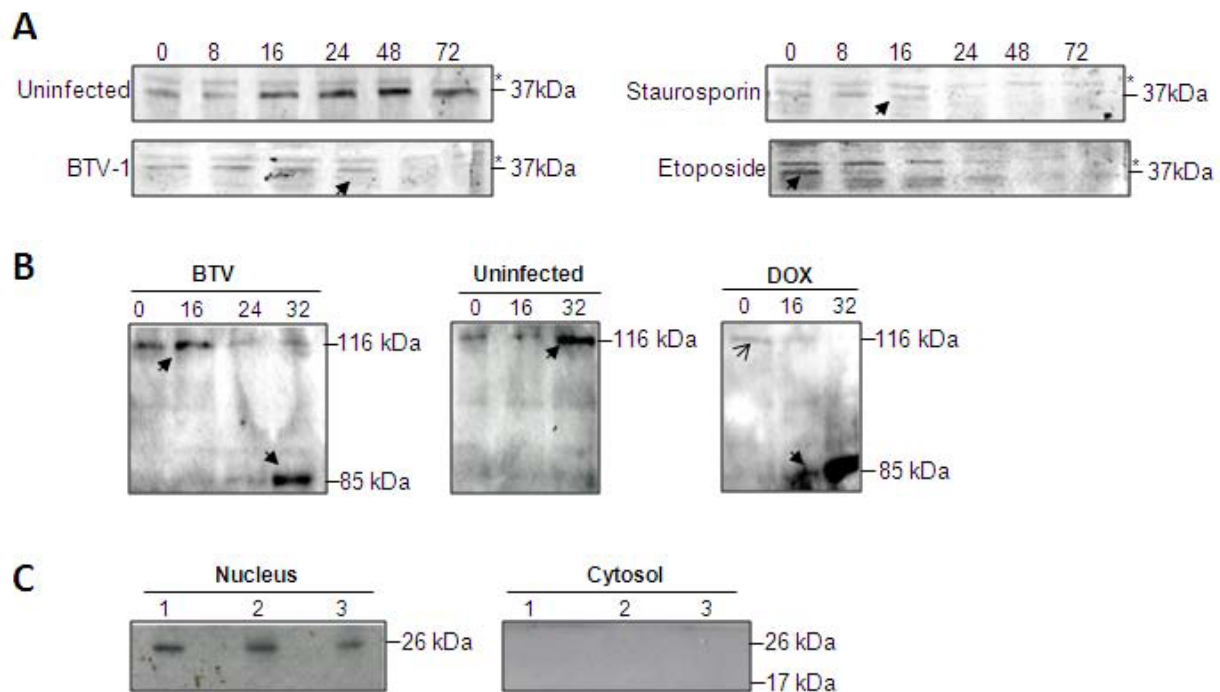 A
0 8 16 24 48 72
Uninfected
*
37kDa
BTV-1
*
37kDa
0 8 16 24 48 72
Staurosporin
*
37kDa
Etoposide
*
37kDa
B
BTV
0 16 24 32
116 kDa
85 kDa
Uninfected
0 16 32
116 kDa
DOX
0 16 32
116 kDa
85 kDa
C
Nucleus
1 2 3
26 kDa
Cytosol
1 2 3
26 kDa
17 kDa